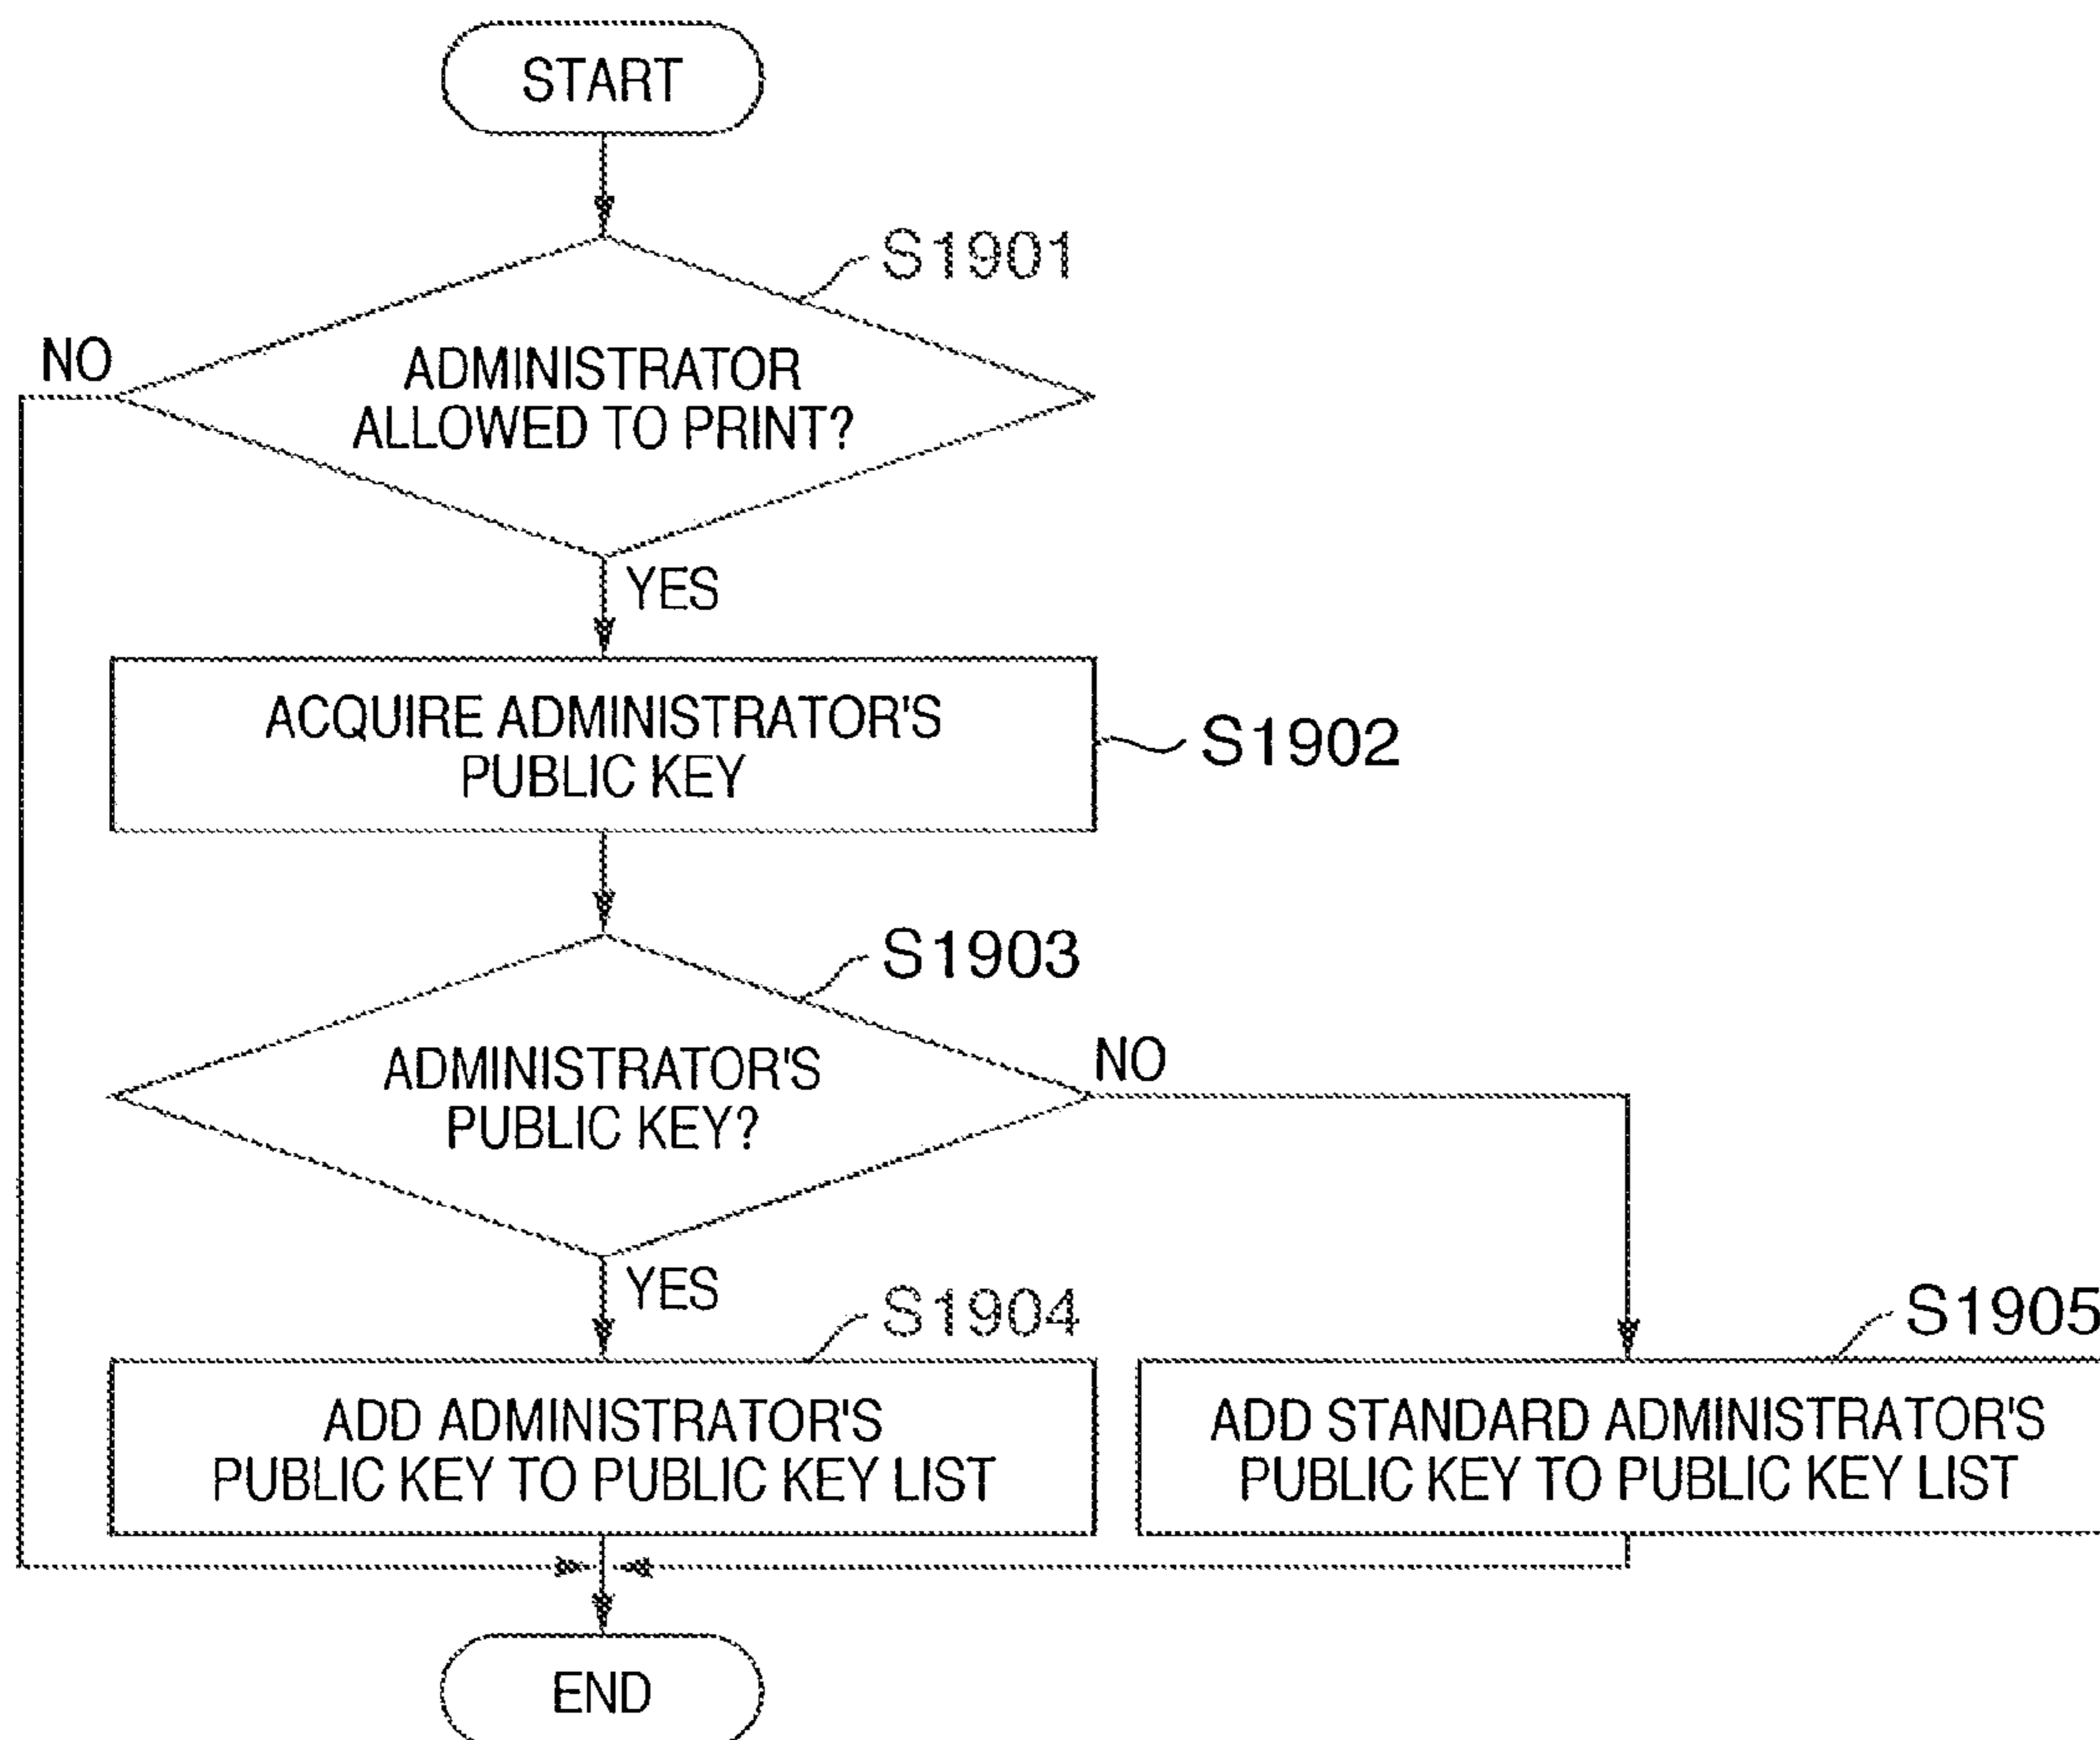 START
S1901
NO
ADMINISTRATOR
ALLOWED TO PRINT?
YES
ACQUIRE ADMINISTRATOR'S
PUBLIC KEY
S1902
S1903
ADMINISTRATOR'S
PUBLIC KEY?
NO
YES
S1904
S1905
ADD ADMINISTRATOR'S
PUBLIC KEY TO PUBLIC KEY LIST
ADD STANDARD ADMINISTRATOR'S
PUBLIC KEY TO PUBLIC KEY LIST
END